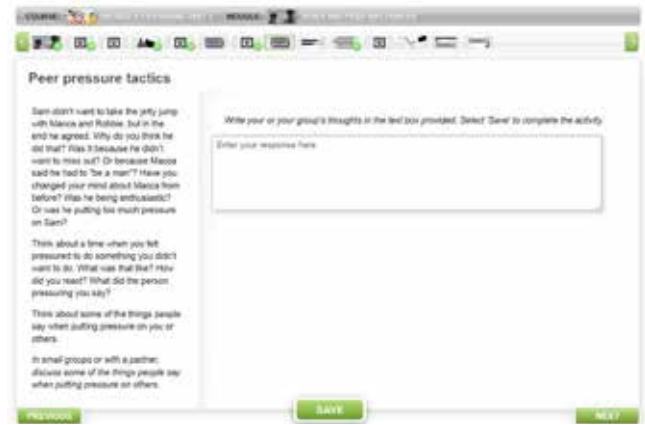 COURSE:
MODULE:
Peer pressure tactics
Sam didn't want to take the jetty jump
with Macca and Robbie, but in the
end he agreed. Why do you think he
did that? Was it because he didn't
want to miss out? Or because Macca
said he had to "be a man"? Have you
changed your mind about Macca from
before? Was he being enthusiastic?
Or was he putting too much pressure
on Sam?
Think about a time when you felt
pressured to do something you didn't
want to do. What was that like? How
did you react? What did the person
pressuring you say?
Think about some of the things people
say when putting pressure on you or
others.
In small groups or with a partner,
discuss some of the things people say
when putting pressure on others.
Write your or your group's thoughts in the text box provided. Select 'Save' to complete the activity.
Enter your response here.
PREVIOUS
SAVE
NEXT